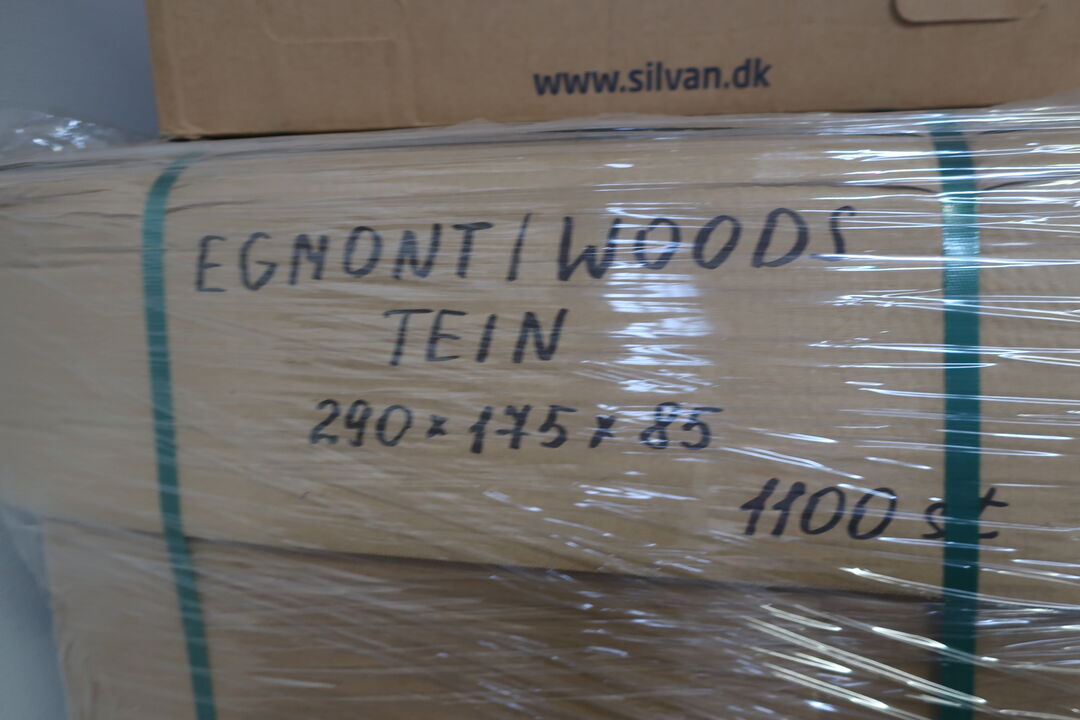 www.silvan.dk
EGMONT/WOODS
TEIN
290 x 175 x 85
1100 st